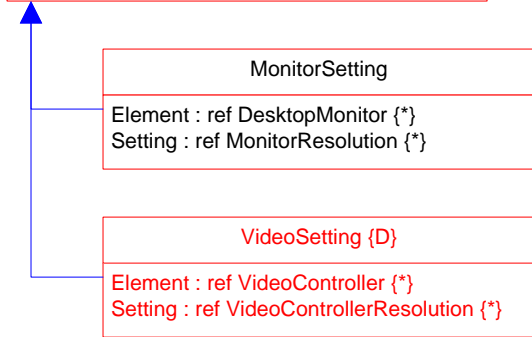 MonitorSetting
Element : ref DesktopMonitor {*}
Setting : ref MonitorResolution {*}
VideoSetting {D}
Element : ref VideoController {*}
Setting : ref VideoControllerResolution {*}